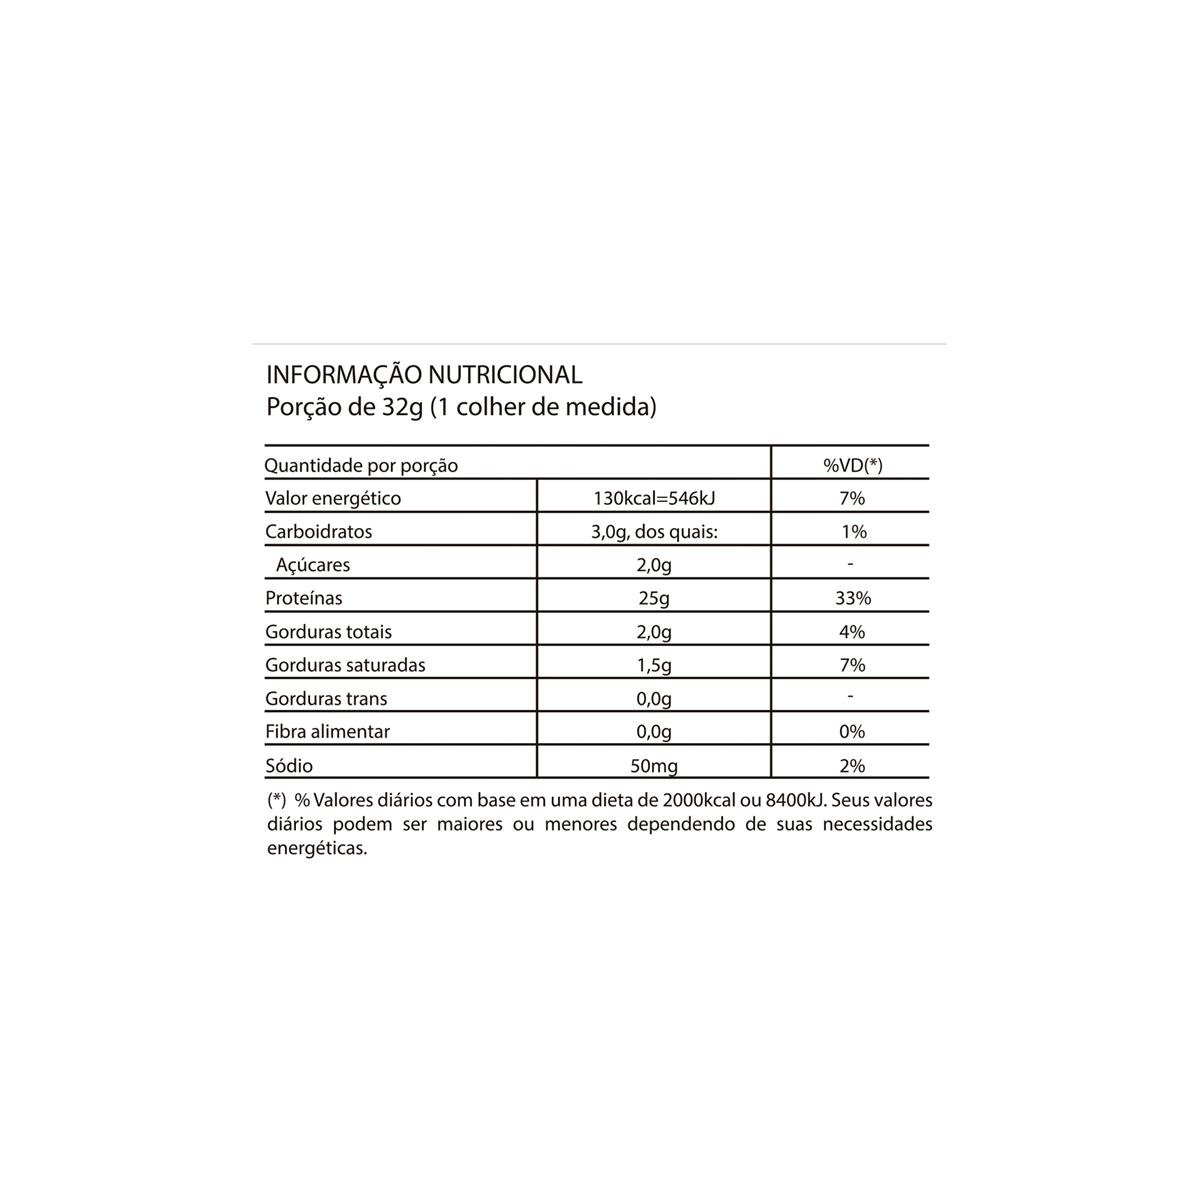 INFORMAÇÃO NUTRICIONAL
Porção de 32g (1 colher de medida)
Quantidade por porção %VD(*)
Valor energético 130kcal=546kJ 7%
Carboidratos 3,0g, dos quais: 1%
Açúcares 2,0g -
Proteínas 25g 33%
Gorduras totais 2,0g 4%
Gorduras saturadas 1,5g 7%
Gorduras trans 0,0g -
Fibra alimentar 0,0g 0%
Sódio 50mg 2%
(*) % Valores diários com base em uma dieta de 2000kcal ou 8400kJ. Seus valores
diários podem ser maiores ou menores dependendo de suas necessidades
energéticas.